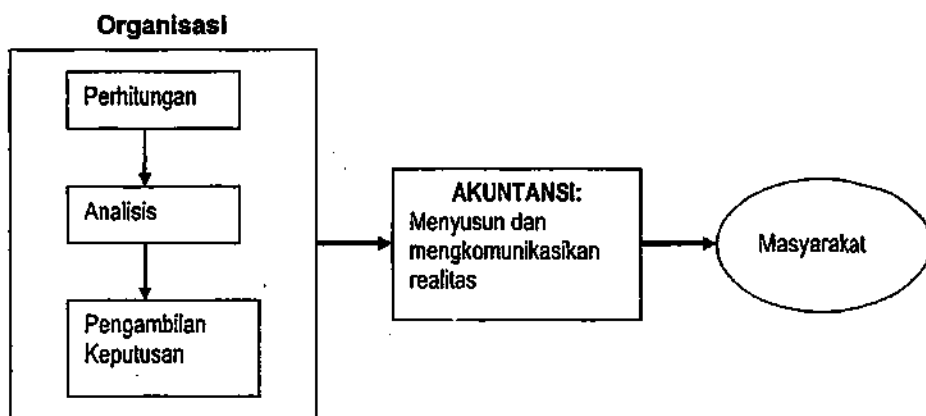 Organisasi
Perhitungan
Analisis
Pengambilan
Keputusan
AKUNTANSI:
Menyusun dan
mengkomunikasikan
realitas
Masyarakat